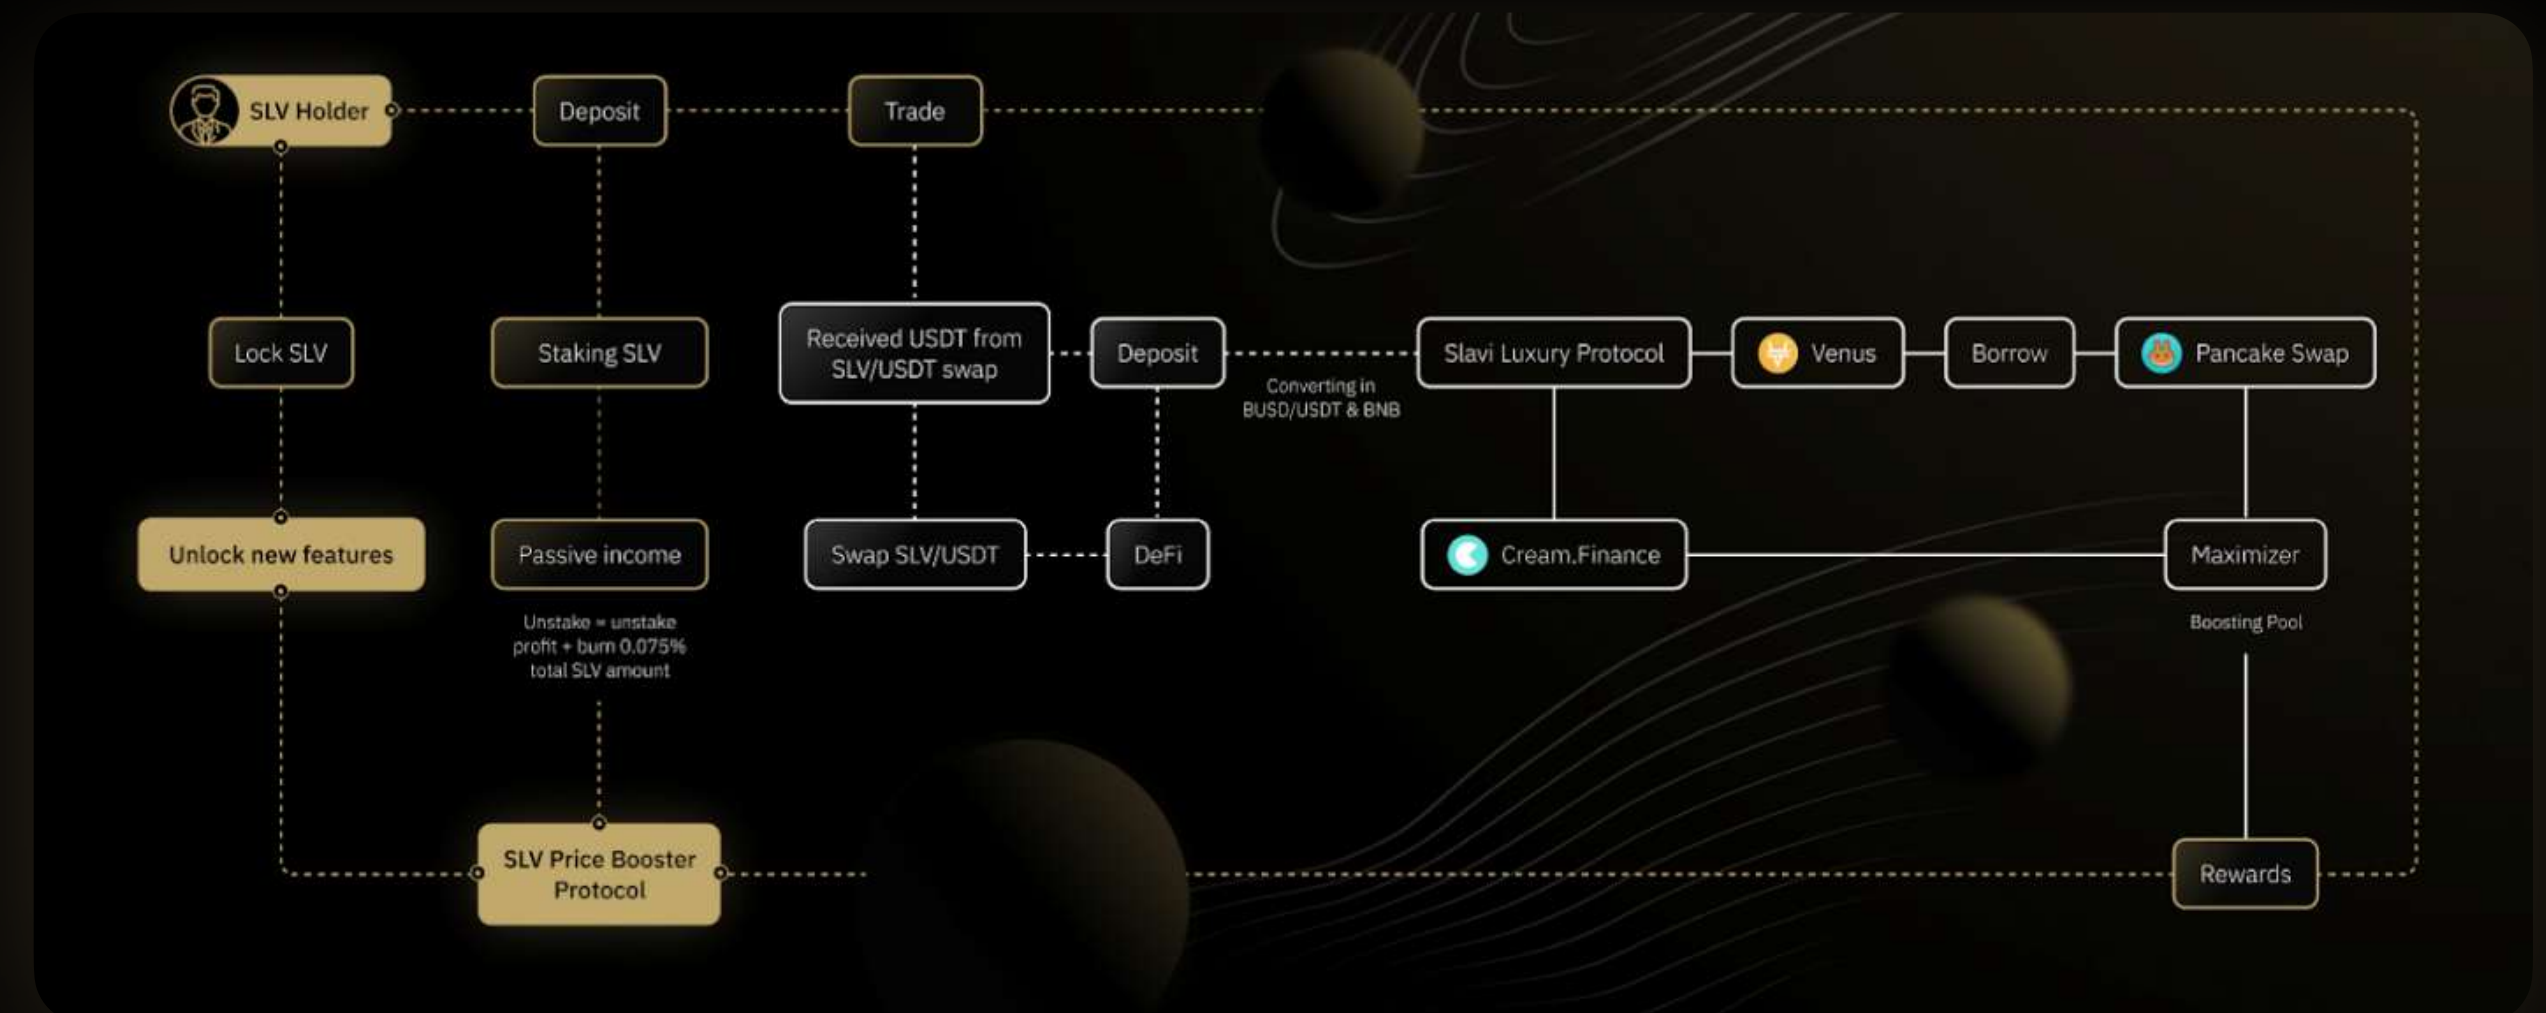 SLV Holder
Deposit
Trade
Lock SLV
Staking SLV
Received USDT from
SLV/USDT swap
Deposit
Converting in
BUSD/USDT & BNB
Slavi Luxury Protocol
Venus
Borrow
Pancake Swap
Unlock new features
Passive income
Unstake = unstake
profit + burn 0.075%
total SLV amount
Swap SLV/USDT
DeFi
Cream.Finance
Maximizer
Boosting Pool
SLV Price Booster
Protocol
Rewards